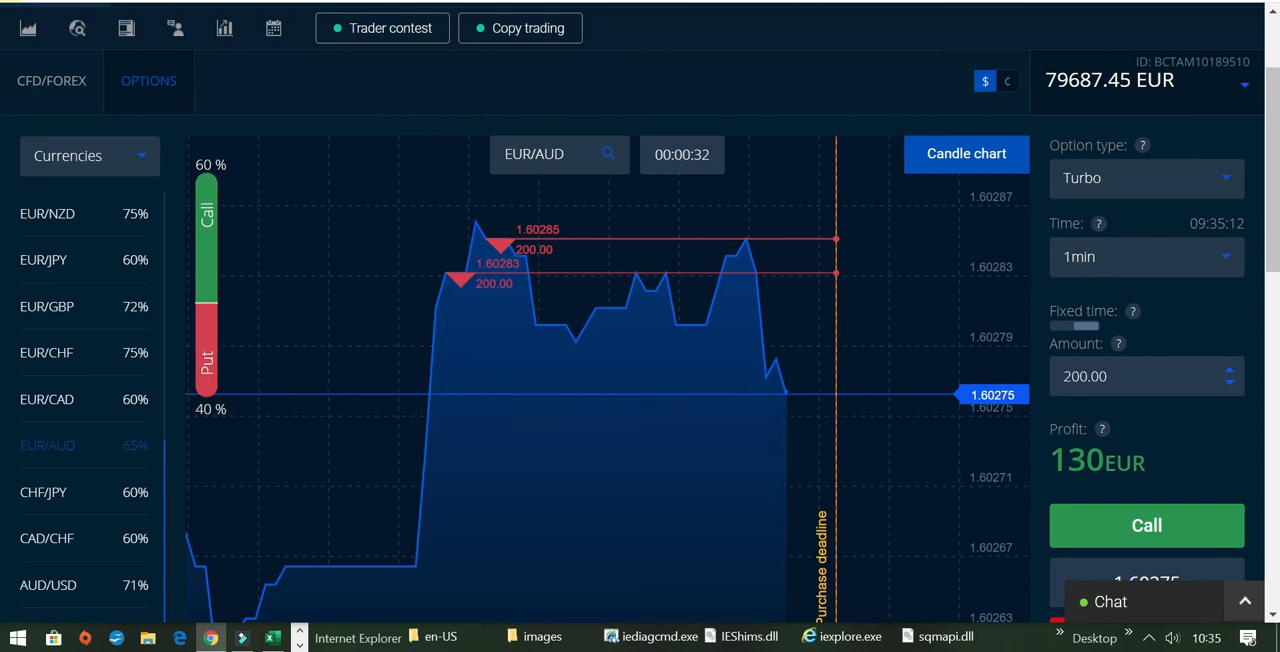 Trader contest
Copy trading
CFD/FOREX
OPTIONS
$
C
ID: BCTAM10189510
79687.45 EUR
Currencies
EUR/NZD 75%
EUR/JPY 60%
EUR/GBP 72%
EUR/CHF 75%
EUR/CAD 60%
EUR/AUD 65%
CHF/JPY 60%
CAD/CHF 60%
AUD/USD 71%
60 %
Call
Put
40 %
EUR/AUD
00:00:32
Candle chart
1.60285
200.00
1.60283
200.00
Purchase deadline
1.60287
1.60283
1.60279
1.60275
1.60275
1.60271
1.60267
1.60263
Option type: ?
Turbo
Time: ? 09:35:12
1min
Fixed time: ?
Amount: ?
200.00
Profit: ?
130EUR
Call
Chat
Internet Explorer
en-US
images
iediagcmd.exe
IEShims.dll
iexplore.exe
sqmapi.dll
Desktop
10:35